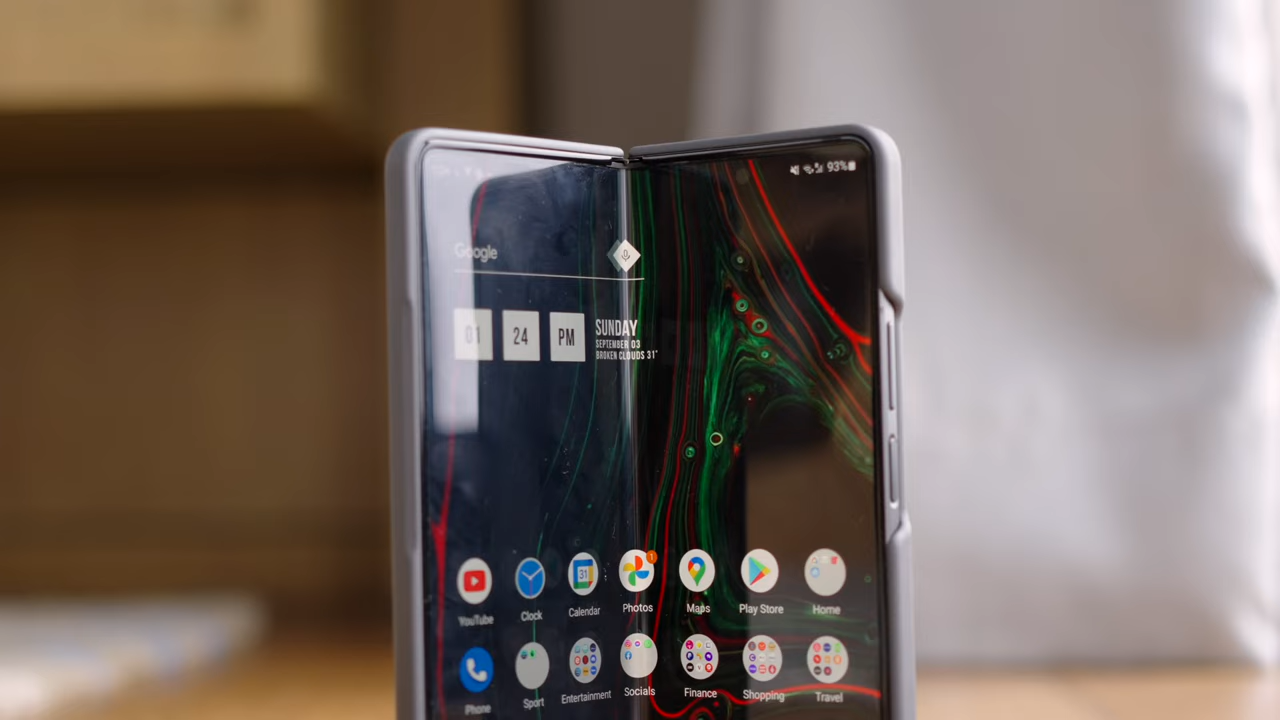 93%
Google
01 24 PM
SUNDAY
SEPTEMBER 03
BROKEN CLOUDS 31°
31
1
YouTube Clock Calendar Photos Maps Play Store Home
Phone Sport Entertainment Socials Finance Shopping Travel